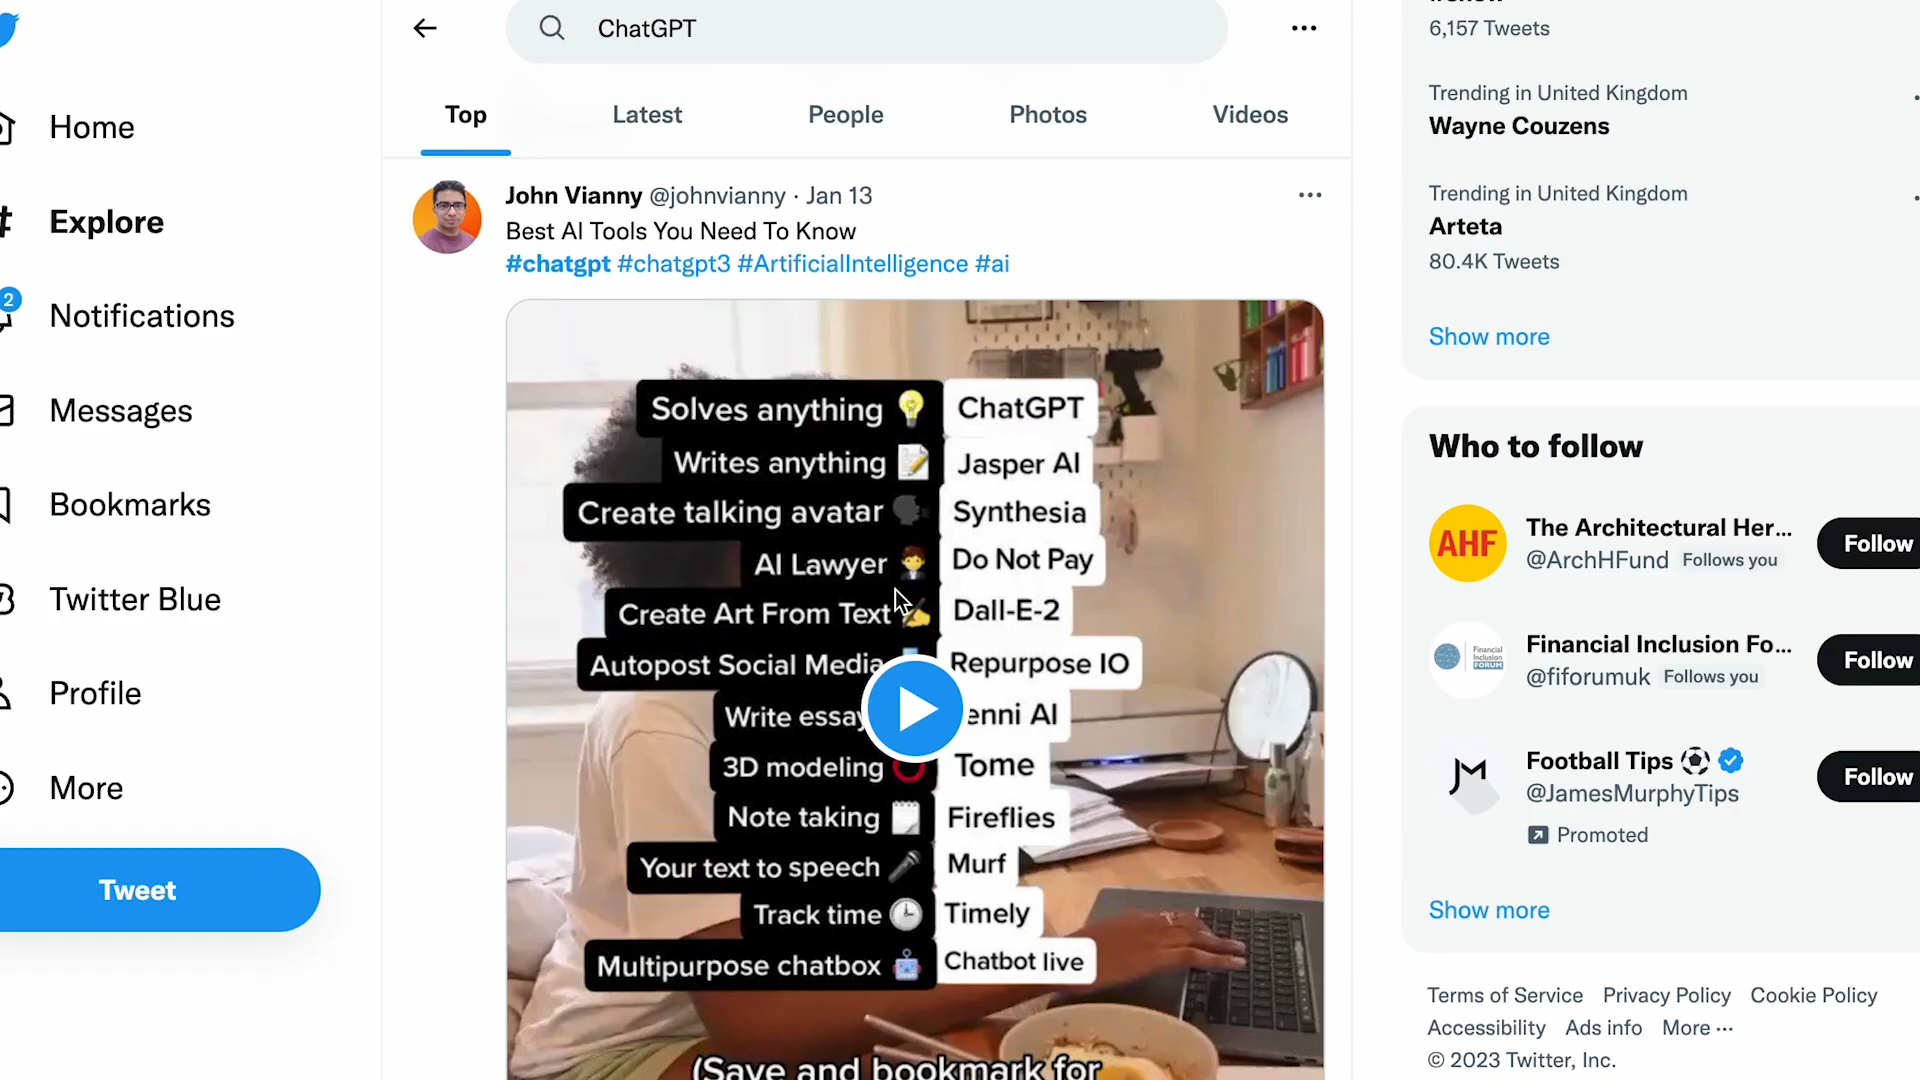 ChatGPT
Top
Latest
People
Photos
Videos
Home
Explore
2
Notifications
Messages
Bookmarks
Twitter Blue
Profile
More
Tweet
John Vianny @johnvianny · Jan 13
Best AI Tools You Need To Know
#chatgpt #chatgpt3 #ArtificialIntelligence #ai
Solves anything 💡 ChatGPT
Writes anything 📝 Jasper AI
Create talking avatar 🗣 Synthesia
AI Lawyer Do Not Pay
Create Art From Text ✍ Dall-E-2
Autopost Social Media Repurpose IO
Write AI
3D modeling ⭕ Tome
Note taking Fireflies
Your text to speech 🎤 Murf
Track time 🕒 Timely
Multipurpose chatbox 🤖 Chatbot live
(Save and bookmark for
6,157 Tweets
Trending in United Kingdom
Wayne Couzens
Trending in United Kingdom
Arteta
80.4K Tweets
Show more
Who to follow
AHF
The Architectural Her...
@ArchHFund Follows you
Follow
Financial Inclusion FORUM
Financial Inclusion Fo...
@fiforumuk Follows you
Follow
JM
Football Tips ⚽
@JamesMurphyTips
Follow
Promoted
Show more
Terms of Service Privacy Policy Cookie Policy
Accessibility Ads info More ···
© 2023 Twitter, Inc.